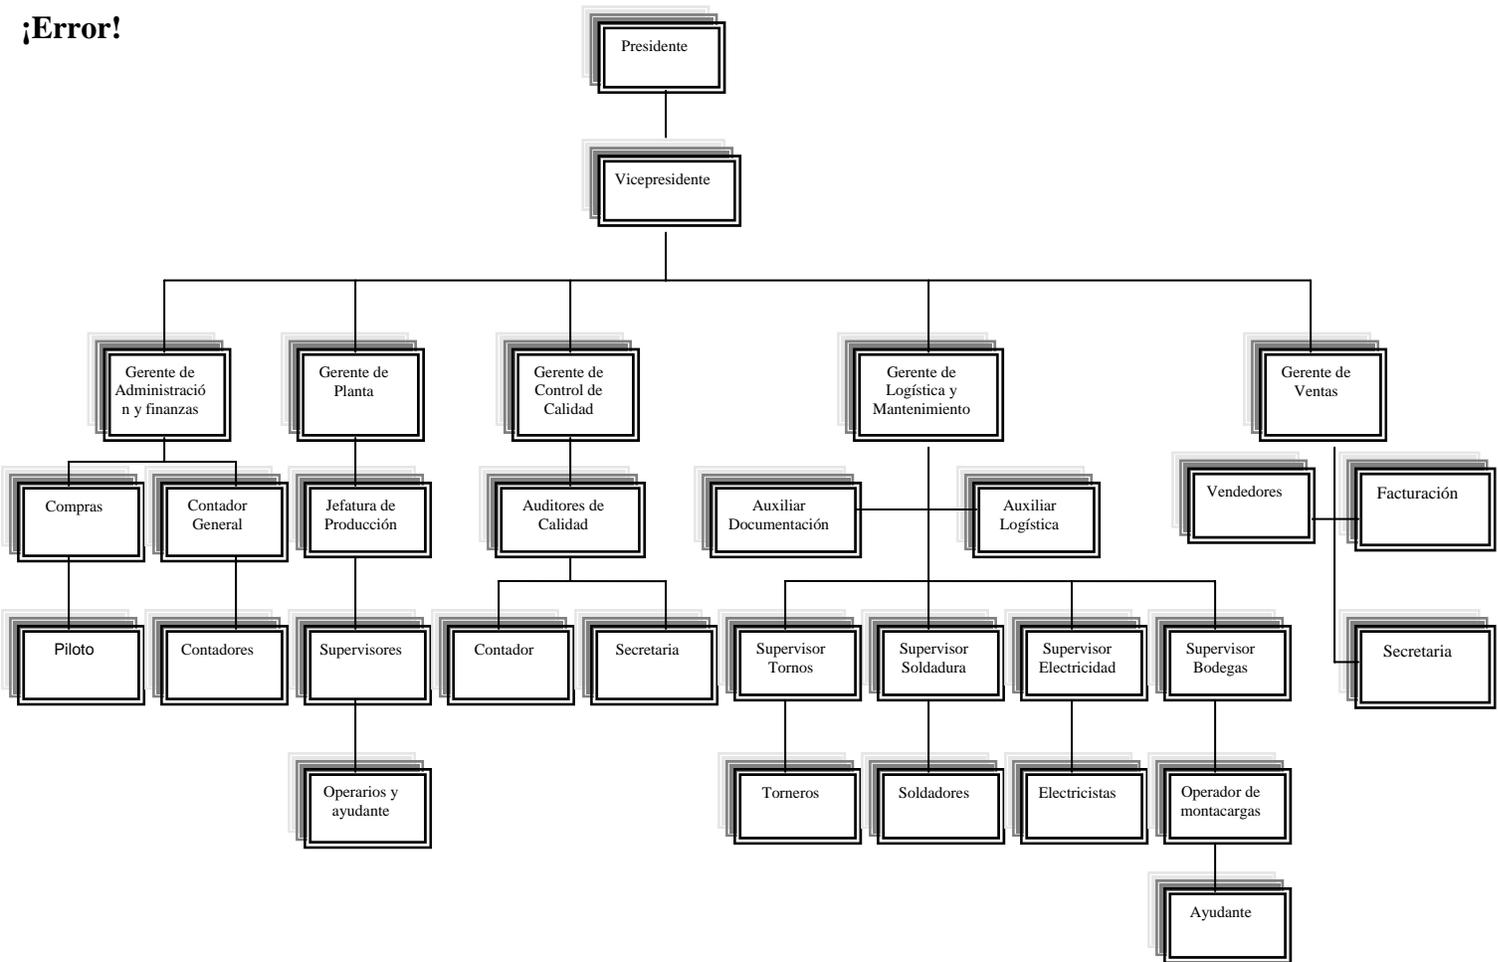 ¡Error!
Presidente
Vicepresidente
Gerente de
Administració
n y finanzas
Gerente de
Planta
Gerente de
Control de
Calidad
Gerente de
Logística y
Mantenimiento
Gerente de
Ventas
Compras
Contador
General
Jefatura de
Producción
Auditores de
Calidad
Auxiliar
Documentación
Auxiliar
Logística
Vendedores
Facturación
Piloto
Contadores
Supervisores
Contador
Secretaria
Supervisor
Tornos
Supervisor
Soldadura
Supervisor
Electricidad
Supervisor
Bodegas
Secretaria
Operarios y
ayudante
Torneros
Soldadores
Electricistas
Operador de
montacargas
Ayudante